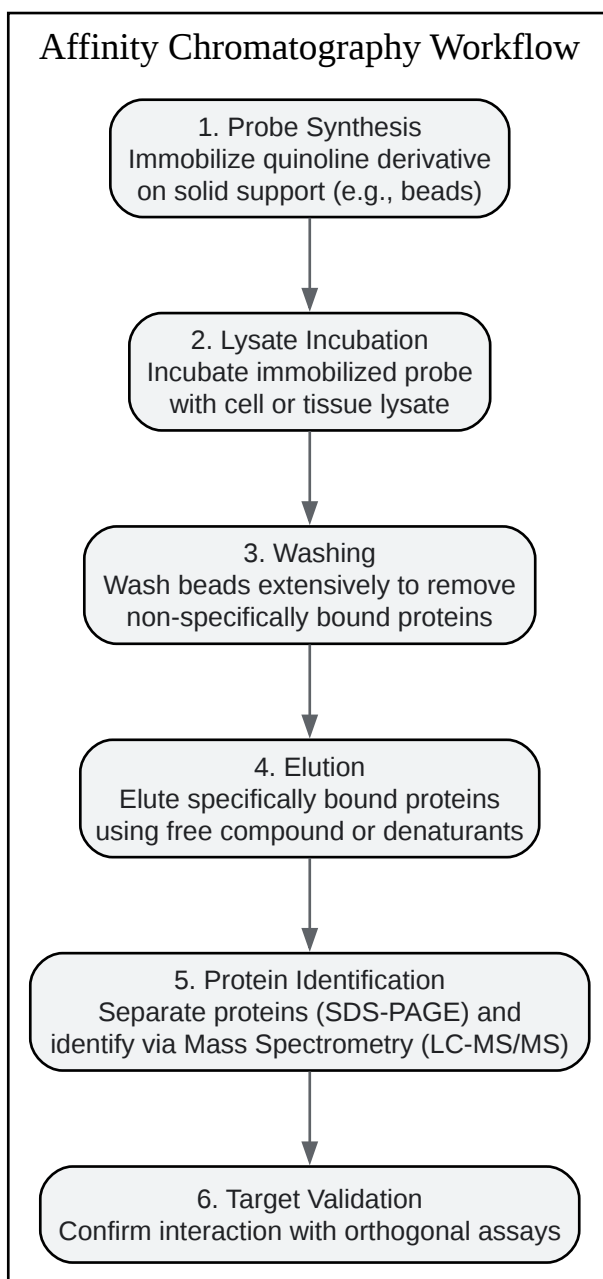 Affinity Chromatography Workflow
1. Probe Synthesis
Immobilize quinoline derivative
on solid support (e.g., beads)
2. Lysate Incubation
Incubate immobilized probe
with cell or tissue lysate
3. Washing
Wash beads extensively to remove
non-specifically bound proteins
4. Elution
Elute specifically bound proteins
using free compound or denaturants
5. Protein Identification
Separate proteins (SDS-PAGE) and
identify via Mass Spectrometry (LC-MS/MS)
6. Target Validation
Confirm interaction with orthogonal assays